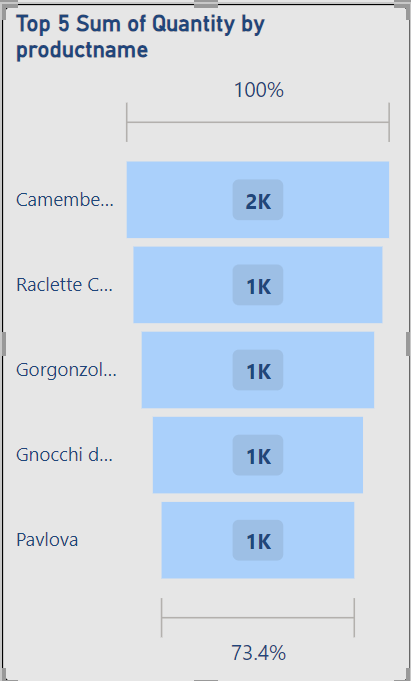 Top 5 Sum of Quantity by
productname
100%
Camembe... 2K
Raclette C... 1K
Gorgonzol... 1K
Gnocchi d... 1K
Pavlova 1K
73.4%